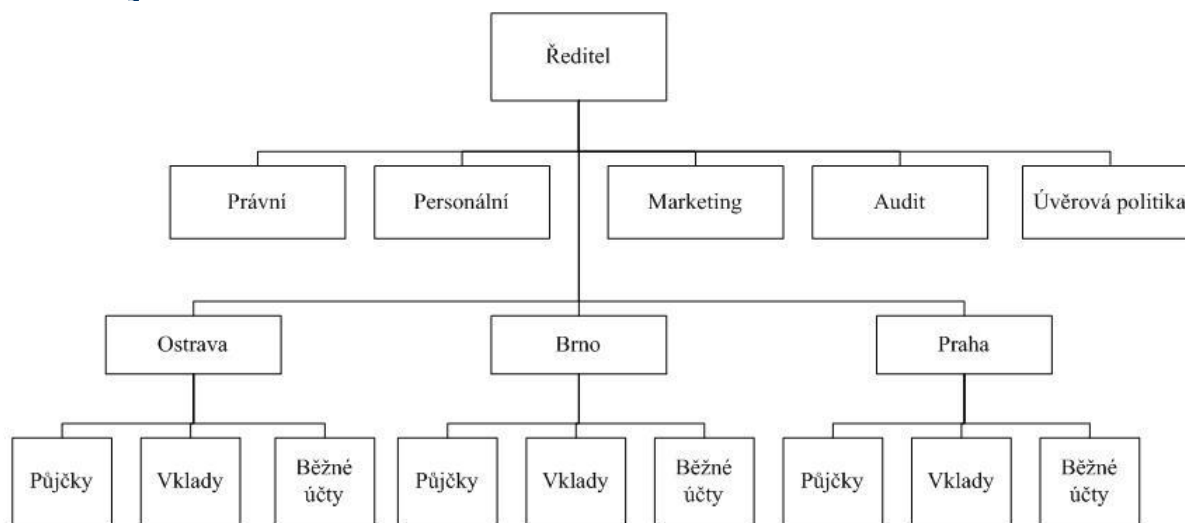 Ředitel
Právní
Personální
Marketing
Audit
Úvěrová politika
Ostrava
Brno
Praha
Půjčky
Vklady
Běžné
účty
Půjčky
Vklady
Běžné
účty
Půjčky
Vklady
Běžné
účty